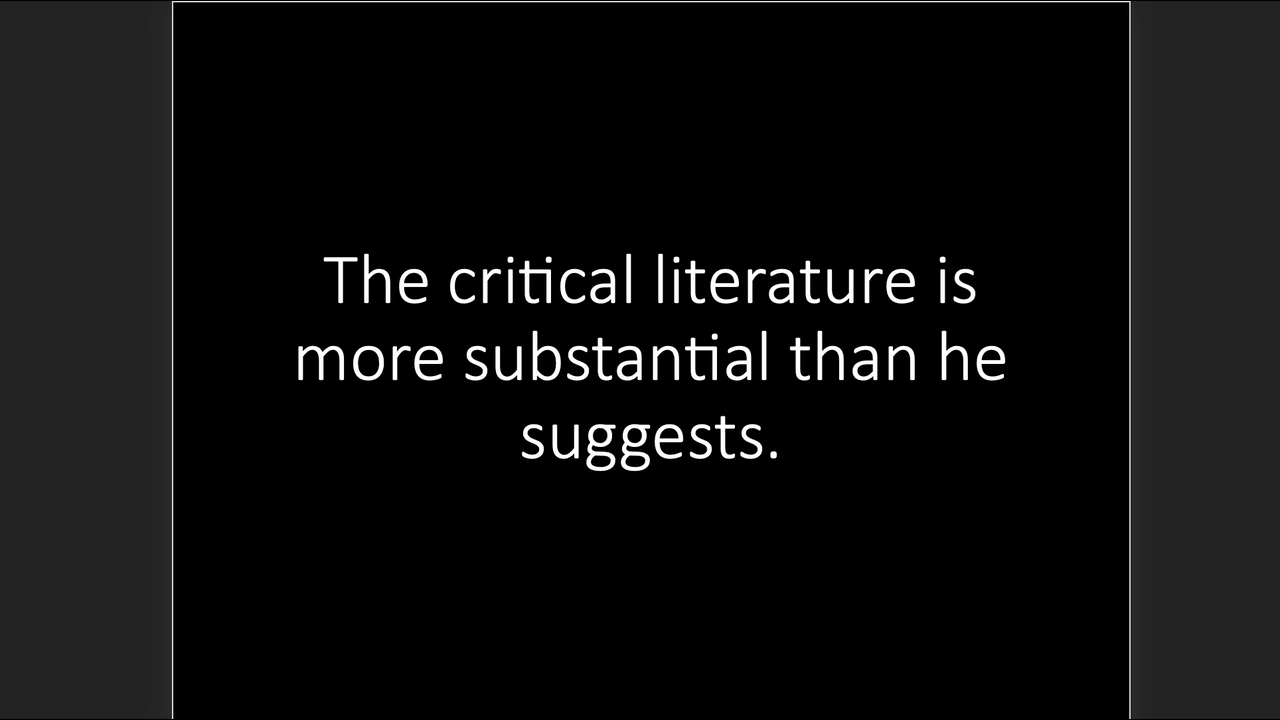 The critical literature is
more substantial than he
suggests.